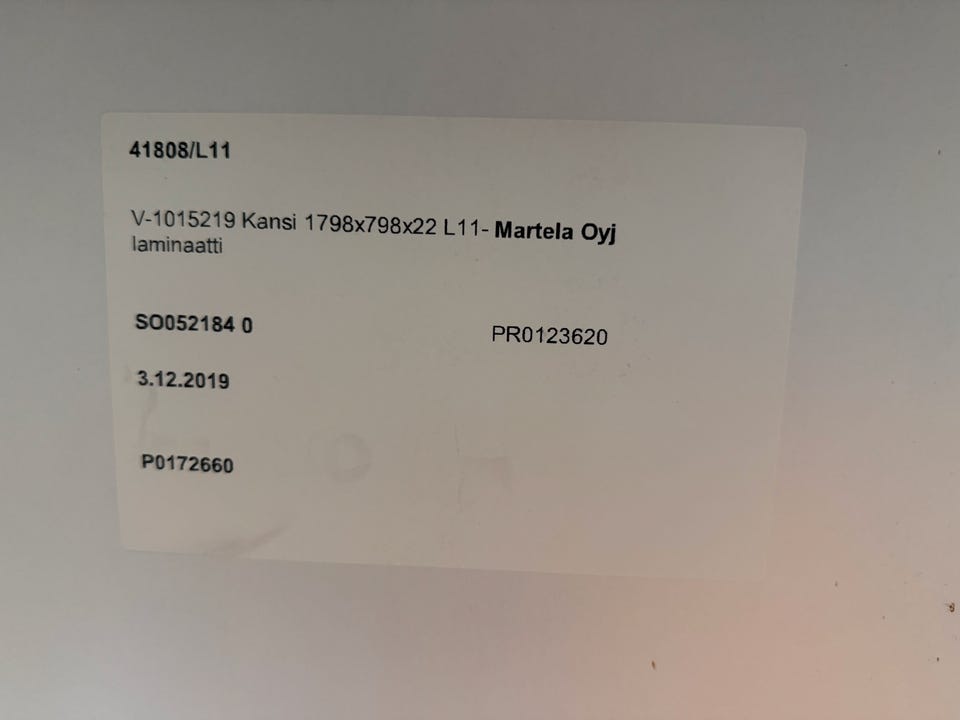 41808/L11
V-1015219 Kansi 1798x798x22 L11- Martela Oyj
laminaatti
SO052184 0 PR0123620
3.12.2019
P0172660